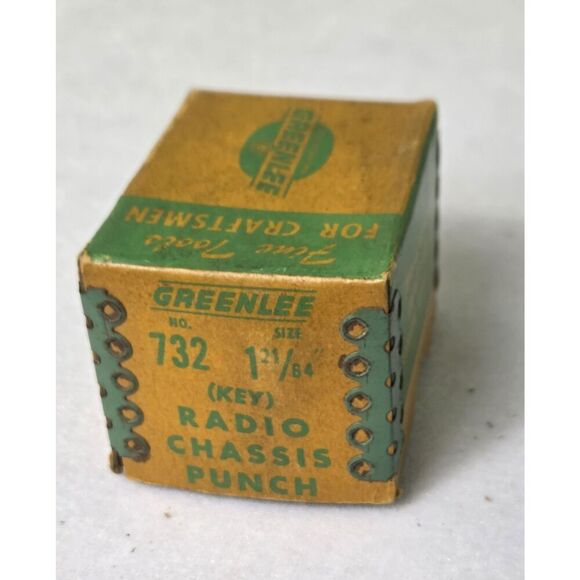 GREENLEE
Fine Tools
FOR CRAFTSMEN
GREENLEE
NO. SIZE
732 1 21/64"
(KEY)
RADIO
CHASSIS
PUNCH